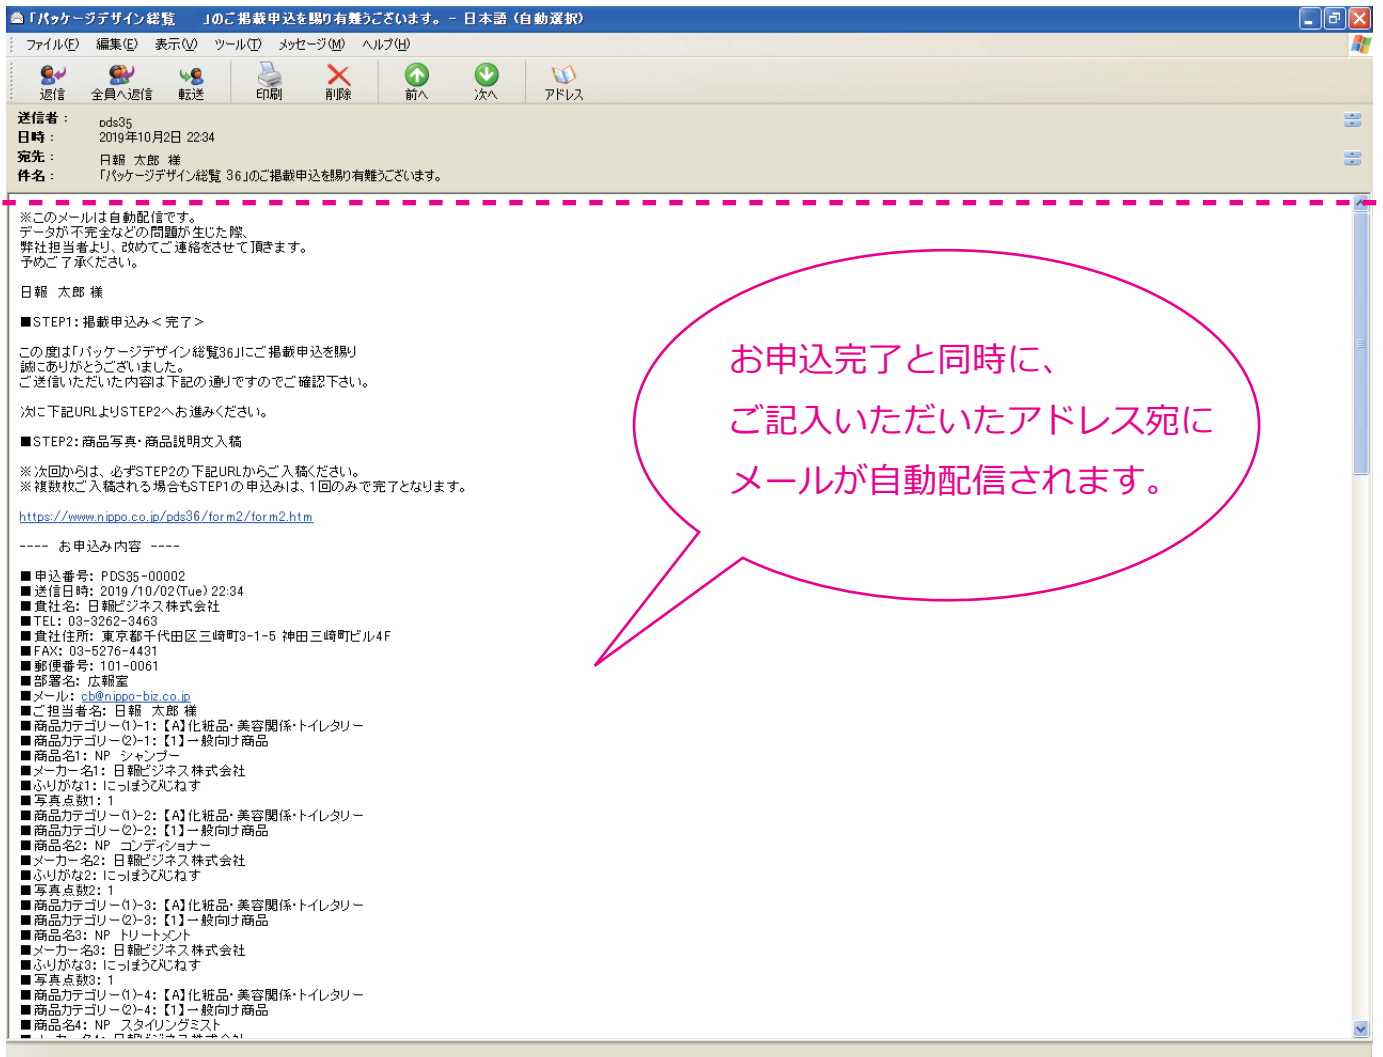 「パッケージデザイン総覧　　」のご掲載申込を賜り有難うございます。 - 日本語 (自動選択)
ファイル(F) 編集(E) 表示(V) ツール(T) メッセージ(M) ヘルプ(H)
返信 全員へ返信 転送 印刷 削除 前へ 次へ アドレス
送信者： pds35
日時： 2019年10月2日 22:34
宛先： 日報 太郎 様
件名： 「パッケージデザイン総覧 36」のご掲載申込を賜り有難うございます。
※このメールは自動配信です。
データが不完全などの問題が生じた際、
弊社担当者より、改めてご連絡をさせて頂きます。
予めご了承ください。
日報 太郎 様
■STEP1:掲載申込み<完了>
この度は「パッケージデザイン総覧36」にご掲載申込を賜り
誠にありがとうございました。
ご送信いただいた内容は下記の通りですのでご確認下さい。
次に下記URLよりSTEP2へお進みください。
■STEP2:商品写真・商品説明文入稿
※次回からは、必ずSTEP2の下記URLからご入稿ください。
※複数枚ご入稿される場合もSTEP1の申込みは、1回のみで完了となります。
https://www.nippo.co.jp/pds36/form2/form2.htm
---- お申込み内容 ----
■申込番号: PDS35-00002
■送信日時: 2019/10/02(Tue) 22:34
■貴社名: 日報ビジネス株式会社
■TEL: 03-3262-3463
■貴社住所: 東京都千代田区三崎町3-1-5 神田三崎町ビル4F
■FAX: 03-5276-4431
■郵便番号: 101-0061
■部署名: 広報室
■メール: cb@nippo-biz.co.jp
■ご担当者名: 日報 太郎 様
■商品カテゴリー(1)-1:【A】化粧品・美容関係・トイレタリー
■商品カテゴリー(2)-1:【1】一般向け商品
■商品名1: NP シャンプー
■メーカー名1: 日報ビジネス株式会社
■ふりがな1: にっぽうびじねす
■写真点数1: 1
■商品カテゴリー(1)-2:【A】化粧品・美容関係・トイレタリー
■商品カテゴリー(2)-2:【1】一般向け商品
■商品名2: NP コンディショナー
■メーカー名2: 日報ビジネス株式会社
■ふりがな2: にっぽうびじねす
■写真点数2: 1
■商品カテゴリー(1)-3:【A】化粧品・美容関係・トイレタリー
■商品カテゴリー(2)-3:【1】一般向け商品
■商品名3: NP トリートメント
■メーカー名3: 日報ビジネス株式会社
■ふりがな3: にっぽうびじねす
■写真点数3: 1
■商品カテゴリー(1)-4:【A】化粧品・美容関係・トイレタリー
■商品カテゴリー(2)-4:【1】一般向け商品
■商品名4: NP スタイリングミスト
お申込完了と同時に、
ご記入いただいたアドレス宛に
メールが自動配信されます。